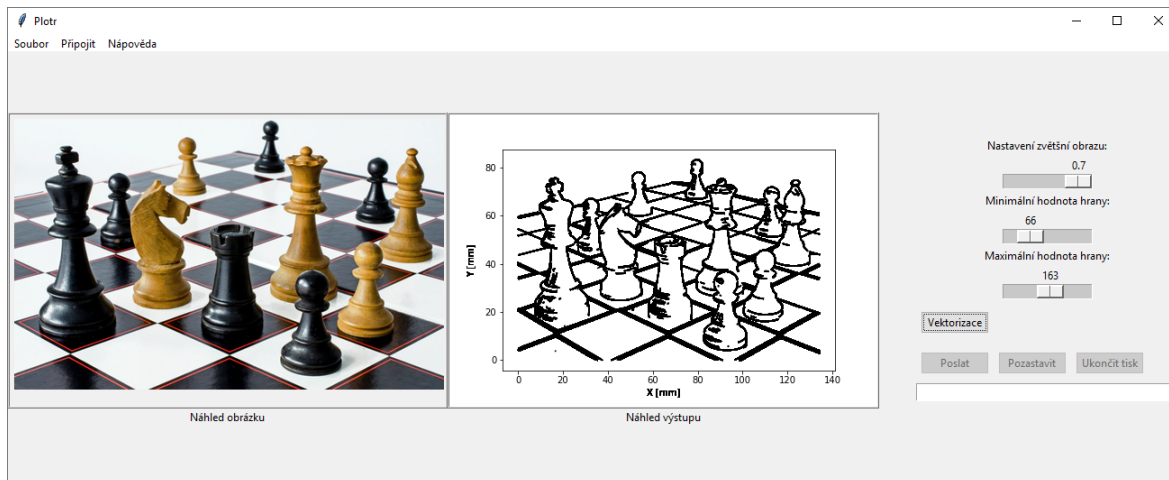 Plotr
Soubor Připojit Nápověda
80
60
40
20
0
Y [mm]
0 20 40 60 80 100 120 140
X [mm]
Náhled obrázku
Náhled výstupu
Nastavení zvětšní obrazu:
0.7
Minimální hodnota hrany:
66
Maximální hodnota hrany:
163
Vektorizace
Poslat Pozastavit Ukončit tisk